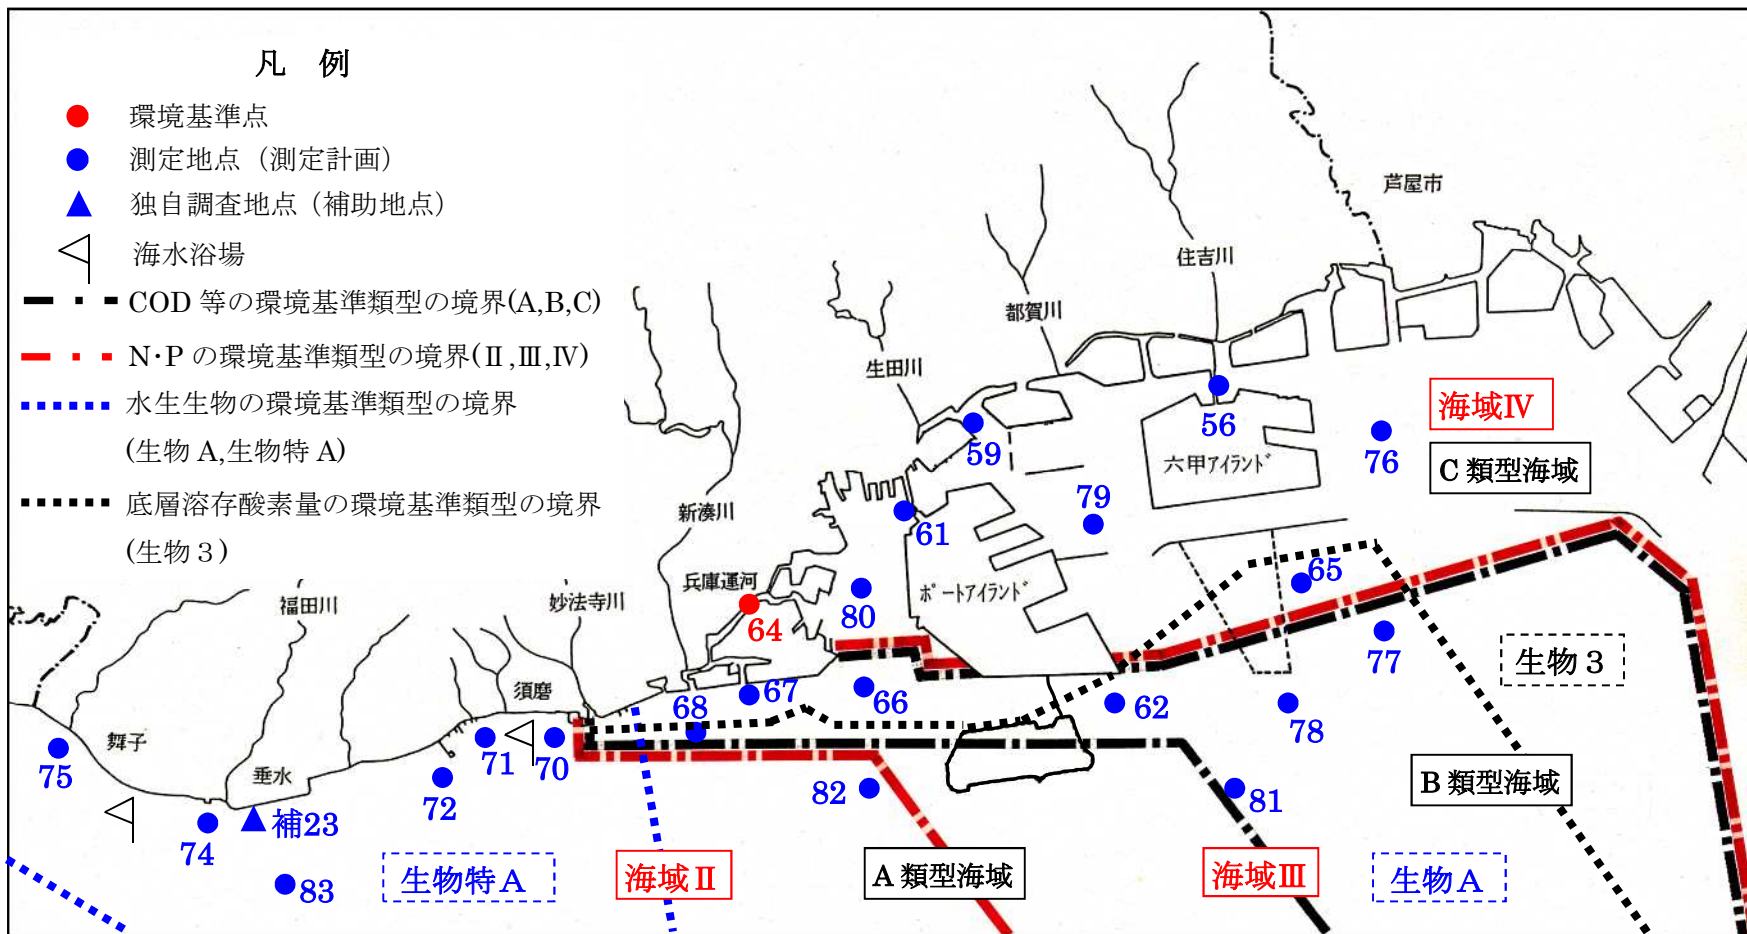 凡 例
環境基準点
測定地点（測定計画）
独自調査地点（補助地点）
海水浴場
COD 等の環境基準類型の境界(A,B,C)
N・P の環境基準類型の境界(Ⅱ,Ⅲ,Ⅳ)
水生生物の環境基準類型の境界
(生物 A,生物特 A)
底層溶存酸素量の環境基準類型の境界
(生物３)
芦屋市
住吉川
都賀川
生田川
新湊川
兵庫運河
妙法寺川
福田川
須磨
垂水
舞子
六甲アイランド
ポートアイランド
海域Ⅳ
C 類型海域
生物３
B 類型海域
生物 A
海域Ⅲ
A 類型海域
海域Ⅱ
生物特 A
56
59
76
79
61
65
80
64
77
67
66
68
62
78
71
70
75
72
82
81
補23
74
83